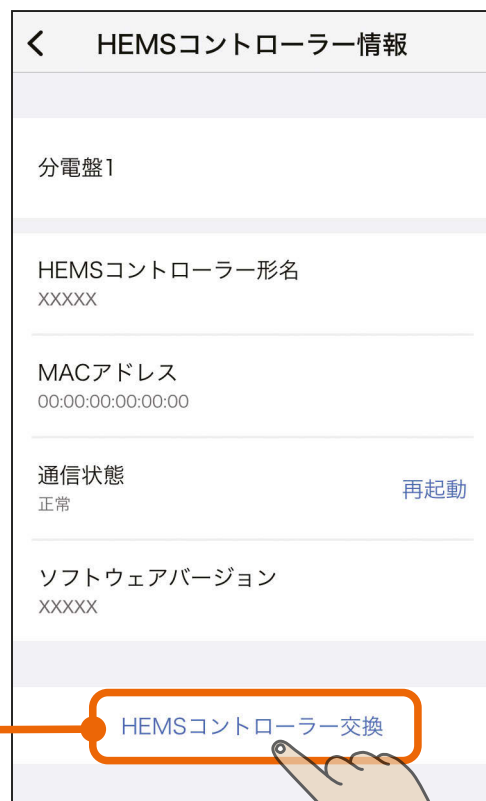 HEMSコントローラー情報
分電盤1
HEMSコントローラー形名
XXXXX
MACアドレス
00:00:00:00:00:00
通信状態
正常
再起動
ソフトウェアバージョン
XXXXX
HEMSコントローラー交換